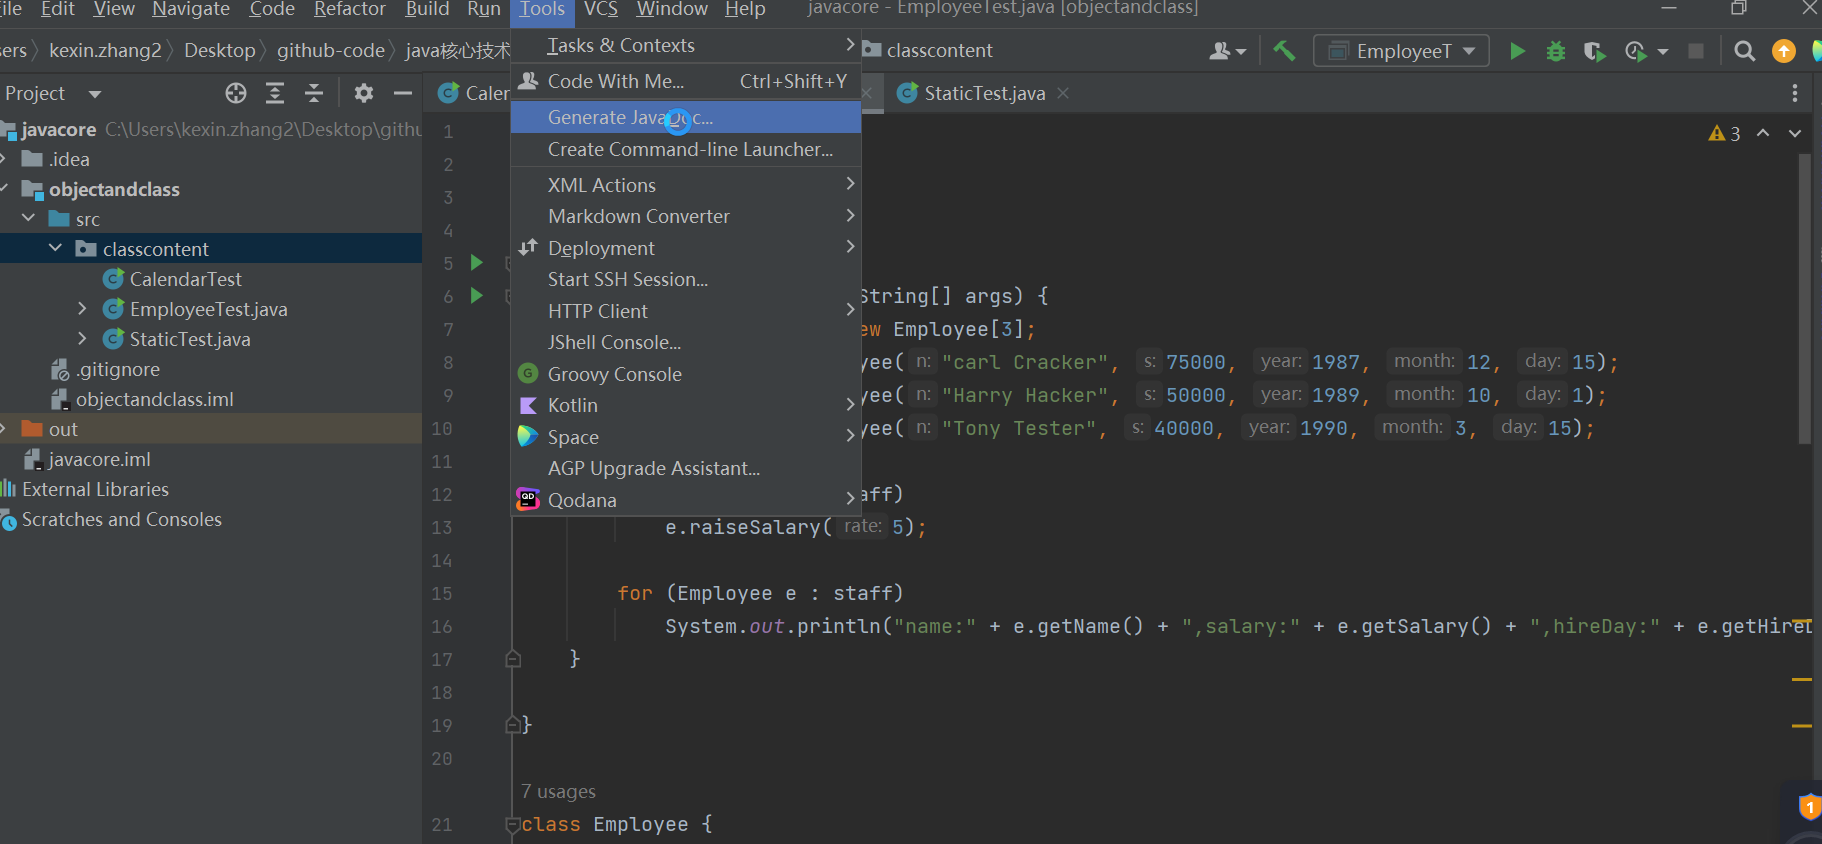 ile Edit View Navigate Code Refactor Build Run Tools VCS Window Help javacore - EmployeeTest.java [objectandclass]
ers kexin.zhang2 Desktop github-code java核心技术 classcontent EmployeeT
Project
Caler
StaticTest.java
javacore C:\Users\kexin.zhang2\Desktop\githu
.idea
objectandclass
src
classcontent
CalendarTest
EmployeeTest.java
StaticTest.java
.gitignore
objectandclass.iml
out
javacore.iml
External Libraries
Scratches and Consoles
Tasks & Contexts
Code With Me... Ctrl+Shift+Y
Generate JavaDoc...
Create Command-line Launcher...
XML Actions
Markdown Converter
Deployment
Start SSH Session...
HTTP Client
JShell Console...
G Groovy Console
Kotlin
Space
AGP Upgrade Assistant...
QD Qodana
3
1
2
3
4
5
6 String[] args) {
7 ew Employee[3];
8 yee( n: "carl Cracker", s: 75000, year: 1987, month: 12, day: 15);
9 yee( n: "Harry Hacker", s: 50000, year: 1989, month: 10, day: 1);
10 yee( n: "Tony Tester", s: 40000, year: 1990, month: 3, day: 15);
11
12 aff)
13 e.raiseSalary( rate: 5);
14
15 for (Employee e : staff)
16 System.out.println("name:" + e.getName() + ",salary:" + e.getSalary() + ",hireDay:" + e.getHireD
17 }
18
19 }
20
7 usages
21 class Employee {
1